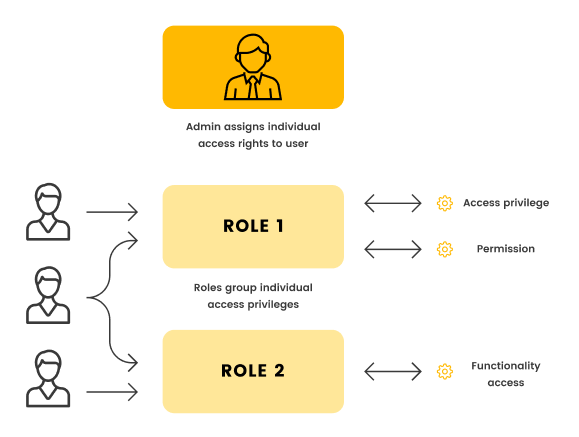 Admin assigns individual
access rights to user
ROLE 1
Access privilege
Permission
Roles group individual
access privileges
ROLE 2
Functionality
access